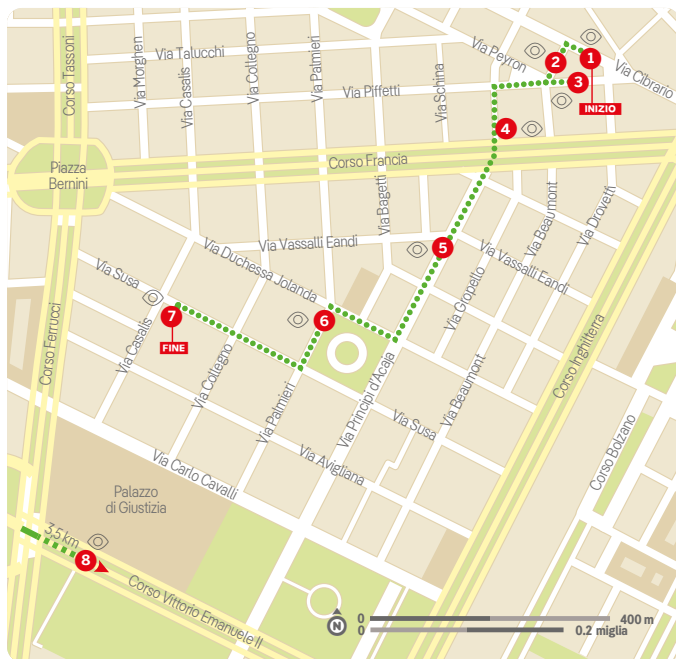 Via Cibrario
Via Peyron
1
2
3
INIZIO
Via Talucchi
Corso Tassoni
Via Morghen
Via Casalis
Via Collegno
Via Palmieri
Via Piffetti
Via Schina
4
Corso Francia
Piazza
Bernini
Via Bagetti
Via Beaumont
Via Drovetti
Via Duchessa Jolanda
Via Vassalli Eandi
5
Via Vassalli Eandi
Via Susa
7
FINE
6
Via Gropello
Corso Ferrucci
Via Casalis
Via Collegno
Via Palmieri
Via Principi d'Acaia
Via Beaumont
Corso Inghilterra
Via Susa
Via Avigliana
Via Carlo Cavalli
Corso Bolzano
Palazzo
di Giustizia
3,5 km
8
Corso Vittorio Emanuele II
N
0 400 m
0 0.2 miglia